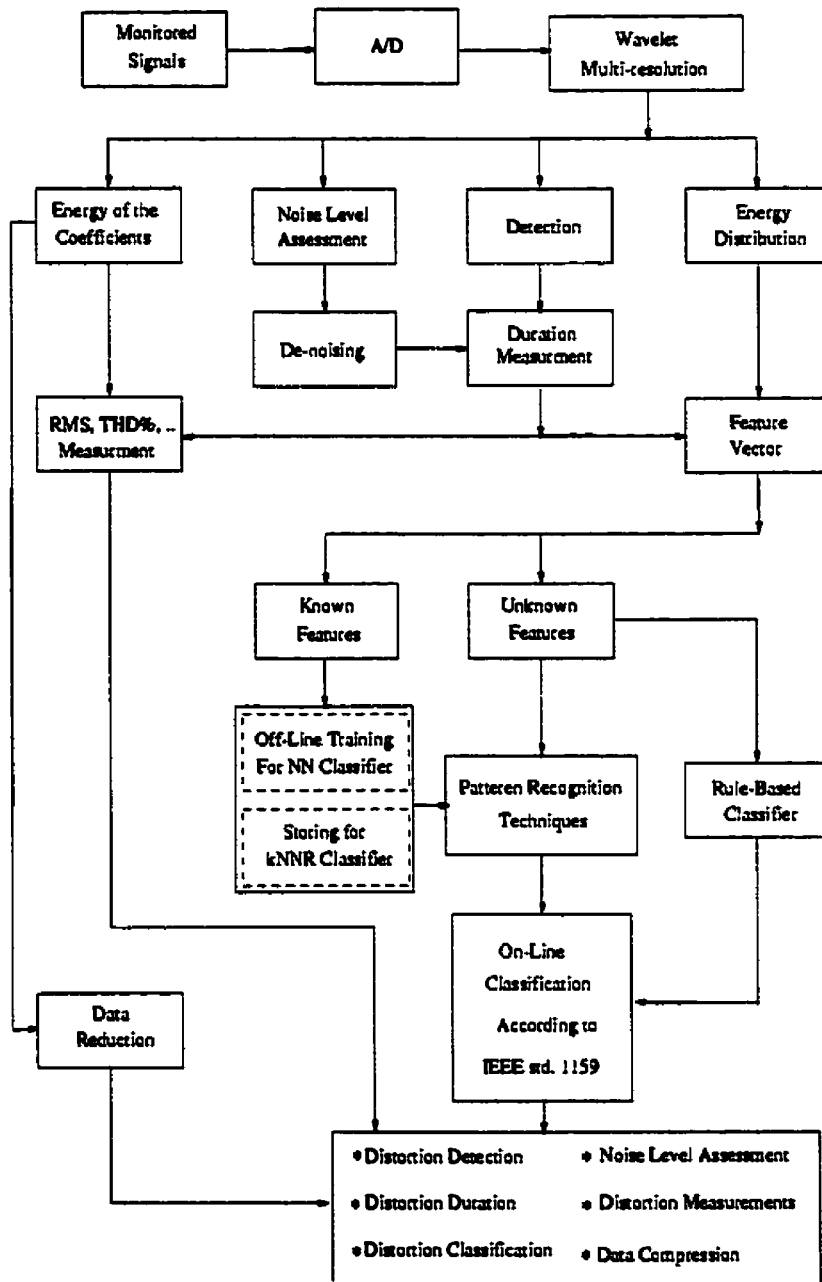 Monitored
Signals
A/D
Wavelet
Multi-resolution
Energy of the
Coefficients
Noise Level
Assessment
Detection
Energy
Distribution
De-noising
Duration
Measurment
RMS, THD%, ..
Measurment
Feature
Vector
Known
Features
Unknown
Features
Off-Line Training
For NN Classifier
Storing for
kNNR Classifier
Patteren Recognition
Techniques
Rule-Based
Classifier
On-Line
Classification
According to
IEEE std. 1159
Data
Reduction
* Distortion Detection
* Noise Level Assessment
* Distortion Duration
* Distortion Measurements
* Distortion Classification
* Data Compression